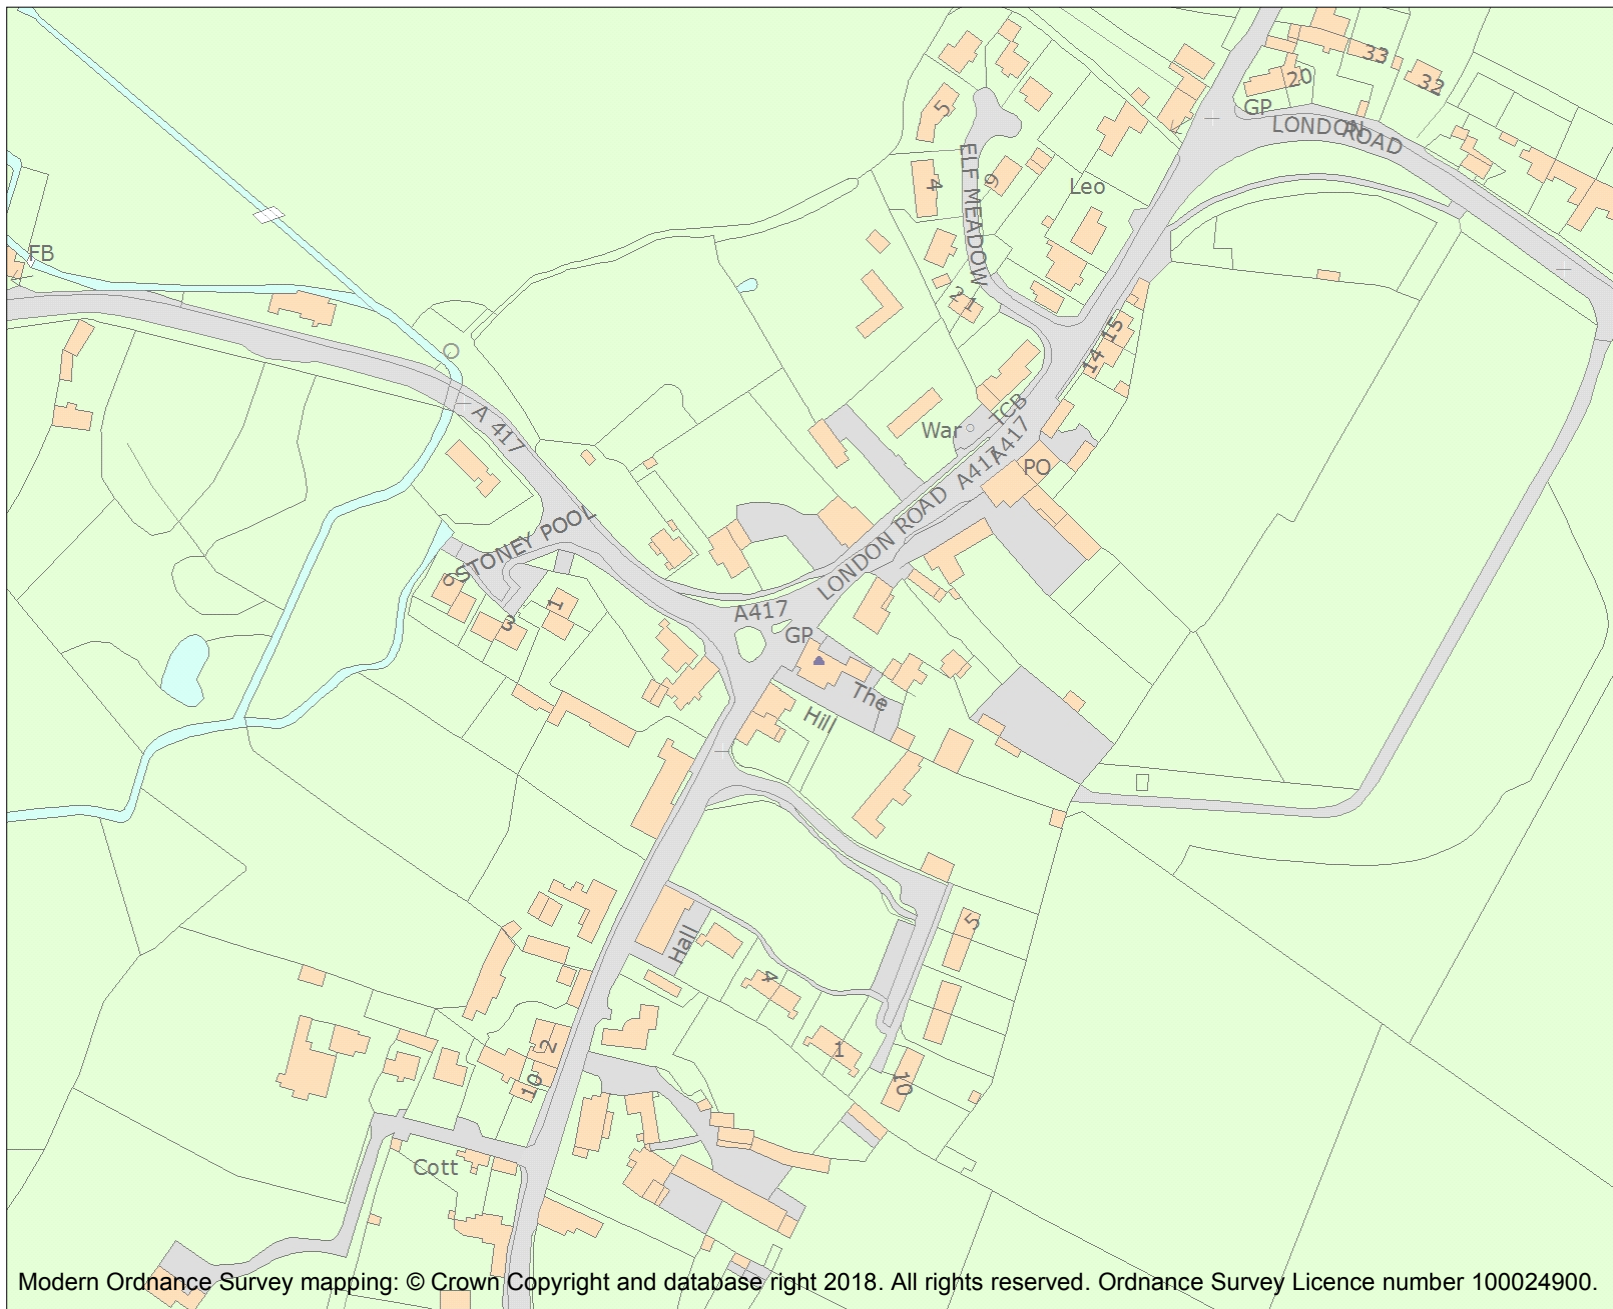 33
20
32
GP
LONDON
ROAD
5
ELF MEADOW
4
9
Leo
FB
21
14 15
A 417
TCB
War
A417
A417
PO
LONDON ROAD
STONEY POOL
6
1
3
A417
GP
The
Hill
5
Hall
4
1
2
10
10
Cott
Modern Ordnance Survey mapping: © Crown Copyright and database right 2018. All rights reserved. Ordnance Survey Licence number 100024900.